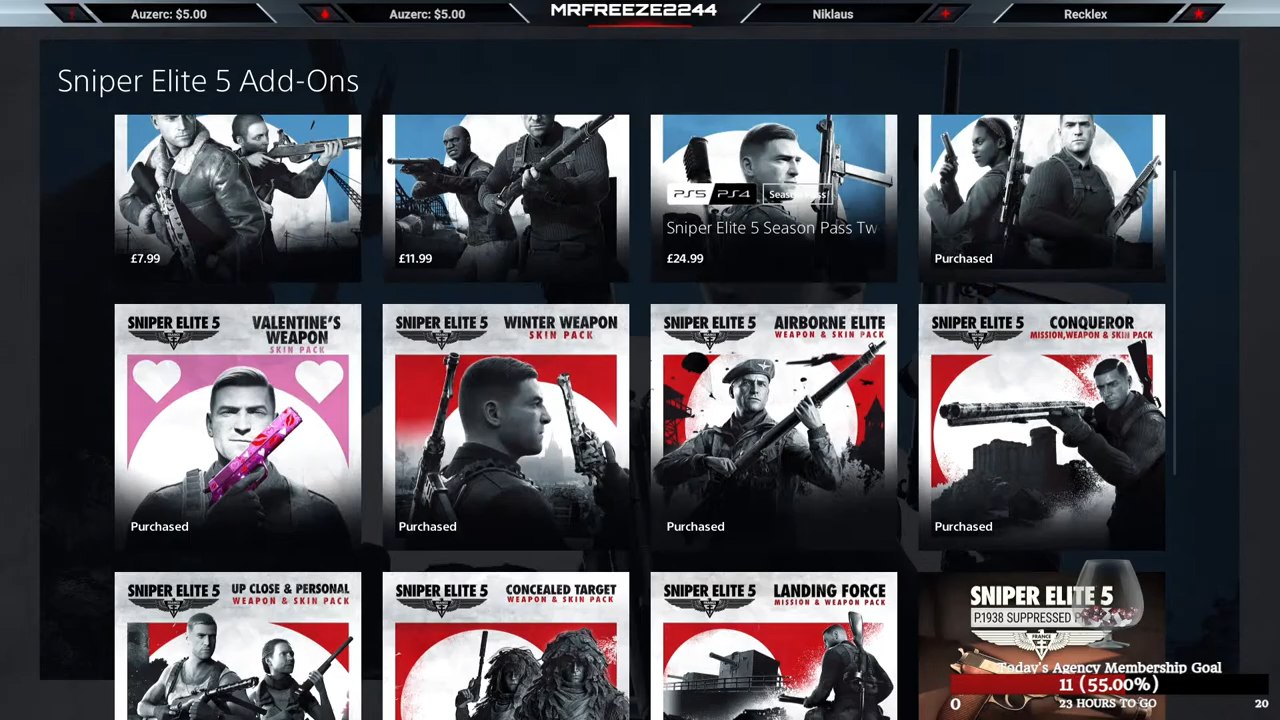 Auzerc: $5.00
Auzerc: $5.00
MRFREEZE2244
Niklaus
Recklex
Sniper Elite 5 Add-Ons
PS5 PS4
Season Pass
Sniper Elite 5 Season Pass Tw
£7.99
£11.99
£24.99
Purchased
SNIPER ELITE 5
VALENTINE'S
WEAPON
SKIN PACK
Purchased
SNIPER ELITE 5
WINTER WEAPON
SKIN PACK
Purchased
SNIPER ELITE 5
AIRBORNE ELITE
WEAPON & SKIN PACK
Purchased
SNIPER ELITE 5
CONQUEROR
MISSION, WEAPON & SKIN PACK
Purchased
SNIPER ELITE 5
FRANCE
UP CLOSE & PERSONAL
WEAPON & SKIN PACK
SNIPER ELITE 5
FRANCE
CONCEALED TARGET
WEAPON & SKIN PACK
SNIPER ELITE 5
FRANCE
LANDING FORCE
MISSION & WEAPON PACK
SNIPER ELITE 5
P.1938 SUPPRESSED
FRANCE
Today's Agency Membership Goal
11 (55.00%)
0
23 HOURS TO GO
20